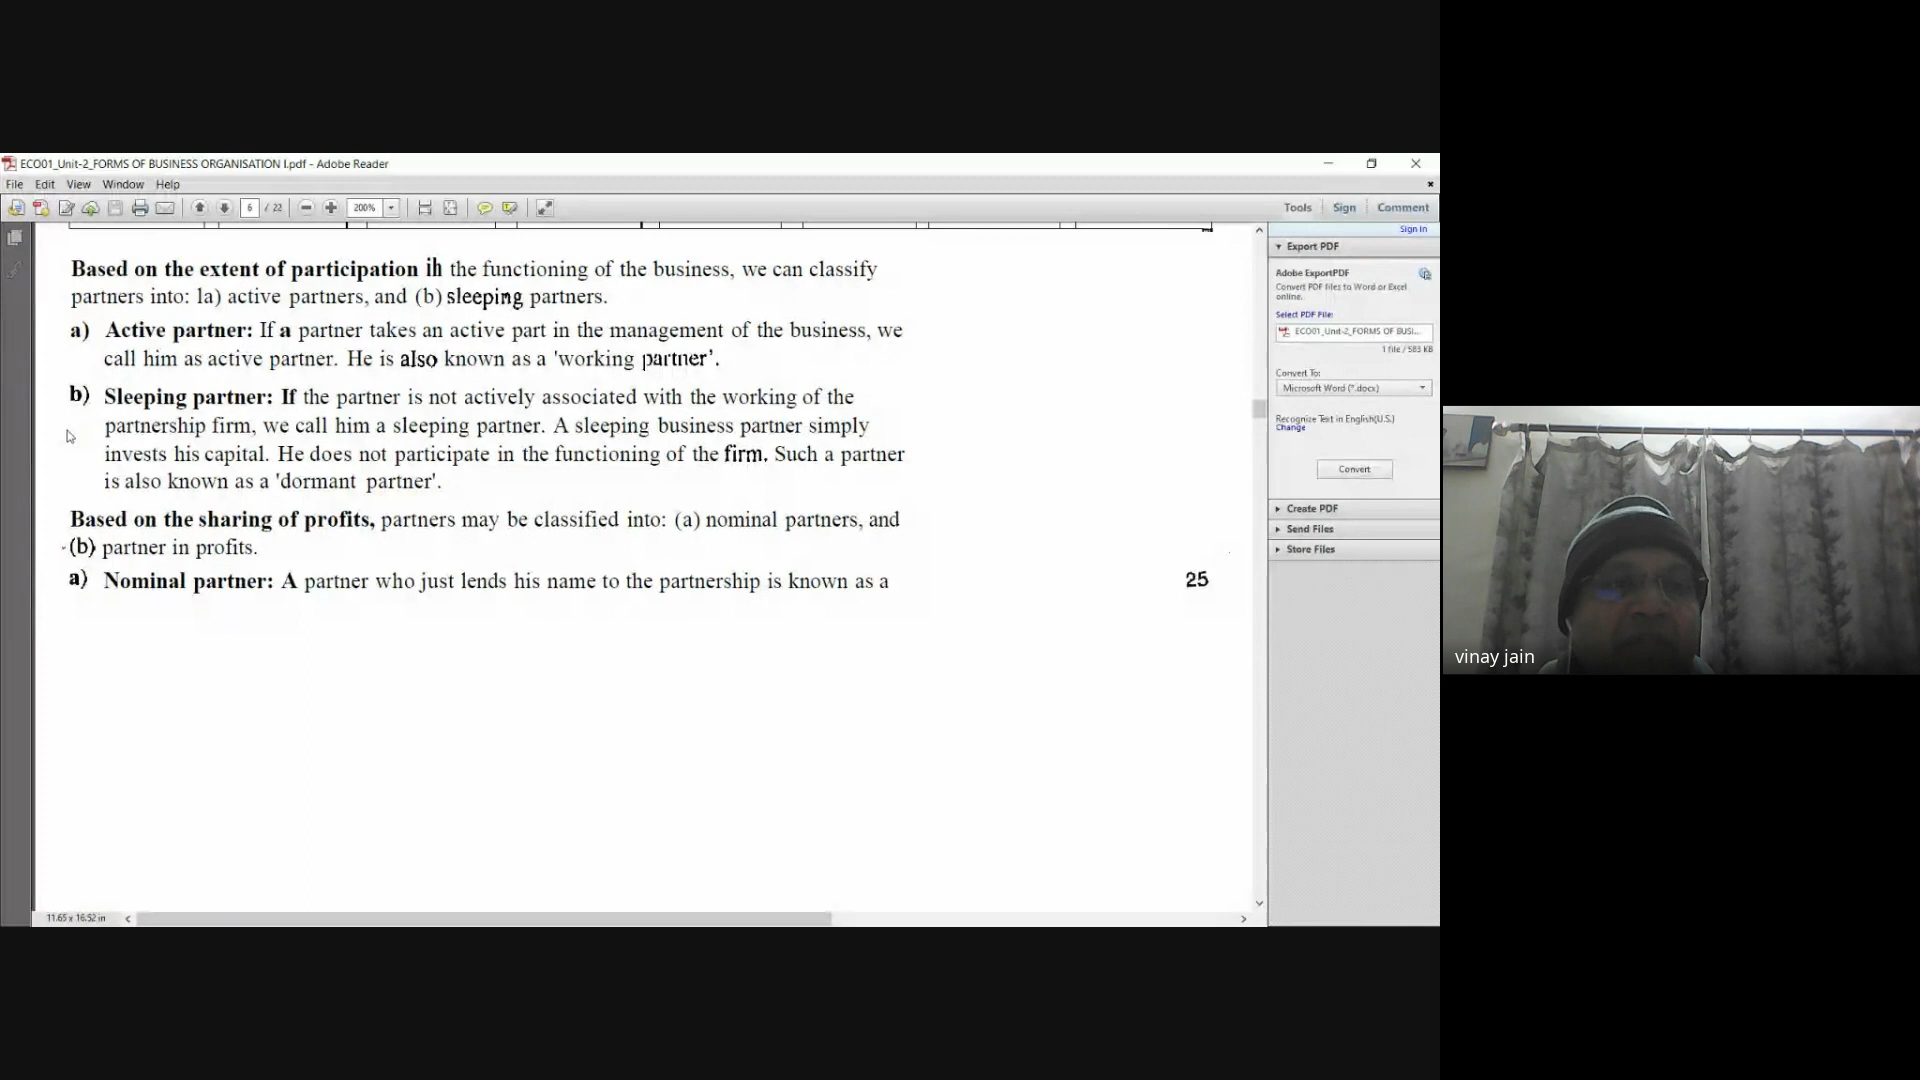 ECO01_Unit-2_FORMS OF BUSINESS ORGANISATION I.pdf - Adobe Reader
File Edit View Window Help
6 / 22 200% Tools Sign Comment
Sign In
Based on the extent of participation ih the functioning of the business, we can classify
partners into: 1a) active partners, and (b) sleeping partners.
a) Active partner: If a partner takes an active part in the management of the business, we
call him as active partner. He is also known as a 'working partner'.
b) Sleeping partner: If the partner is not actively associated with the working of the
partnership firm, we call him a sleeping partner. A sleeping business partner simply
invests his capital. He does not participate in the functioning of the firm. Such a partner
is also known as a 'dormant partner'.
Based on the sharing of profits, partners may be classified into: (a) nominal partners, and
(b) partner in profits.
a) Nominal partner: A partner who just lends his name to the partnership is known as a
25
11.65 x 16.52 in
Export PDF
Adobe ExportPDF
Convert PDF files to Word or Excel
online.
Select PDF File:
ECO01_Unit-2_FORMS OF BUSI...
1 file / 583 KB
Convert To:
Microsoft Word (*.docx)
Recognize Text in English(U.S.)
Change
Convert
Create PDF
Send Files
Store Files
vinay jain